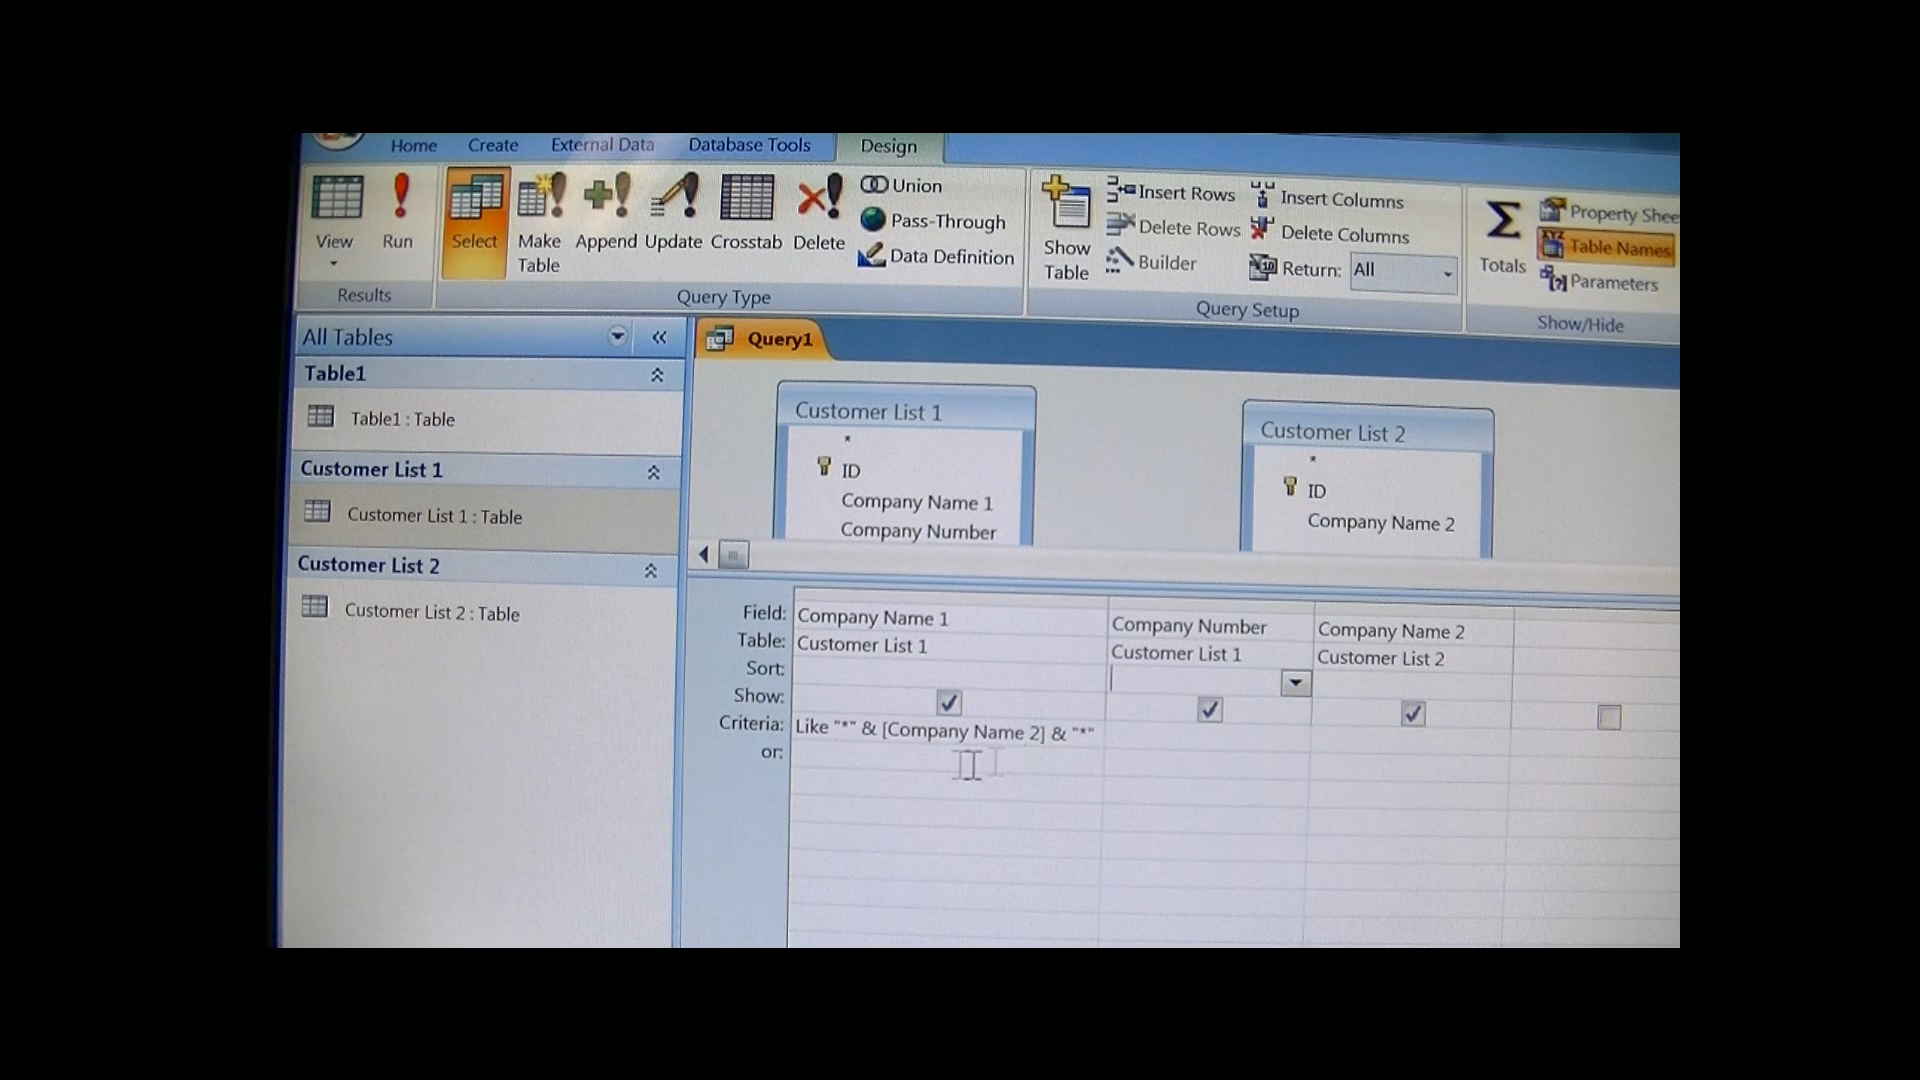 Home Create External Data Database Tools Design
View Run
Results
Select Make Table Append Update Crosstab Delete
Union
Pass-Through
Data Definition
Query Type
Show Table
Insert Rows
Delete Rows
Builder
Insert Columns
Delete Columns
Return: All
Query Setup
Totals
Property Shee
Table Names
Parameters
Show/Hide
All Tables
Table1
Table1 : Table
Customer List 1
Customer List 1 : Table
Customer List 2
Customer List 2 : Table
Query1
Customer List 1
*
ID
Company Name 1
Company Number
Customer List 2
*
ID
Company Name 2
Field: Company Name 1 Company Number Company Name 2
Table: Customer List 1 Customer List 1 Customer List 2
Sort:
Show:
Criteria: Like "*" & [Company Name 2] & "*"
or: